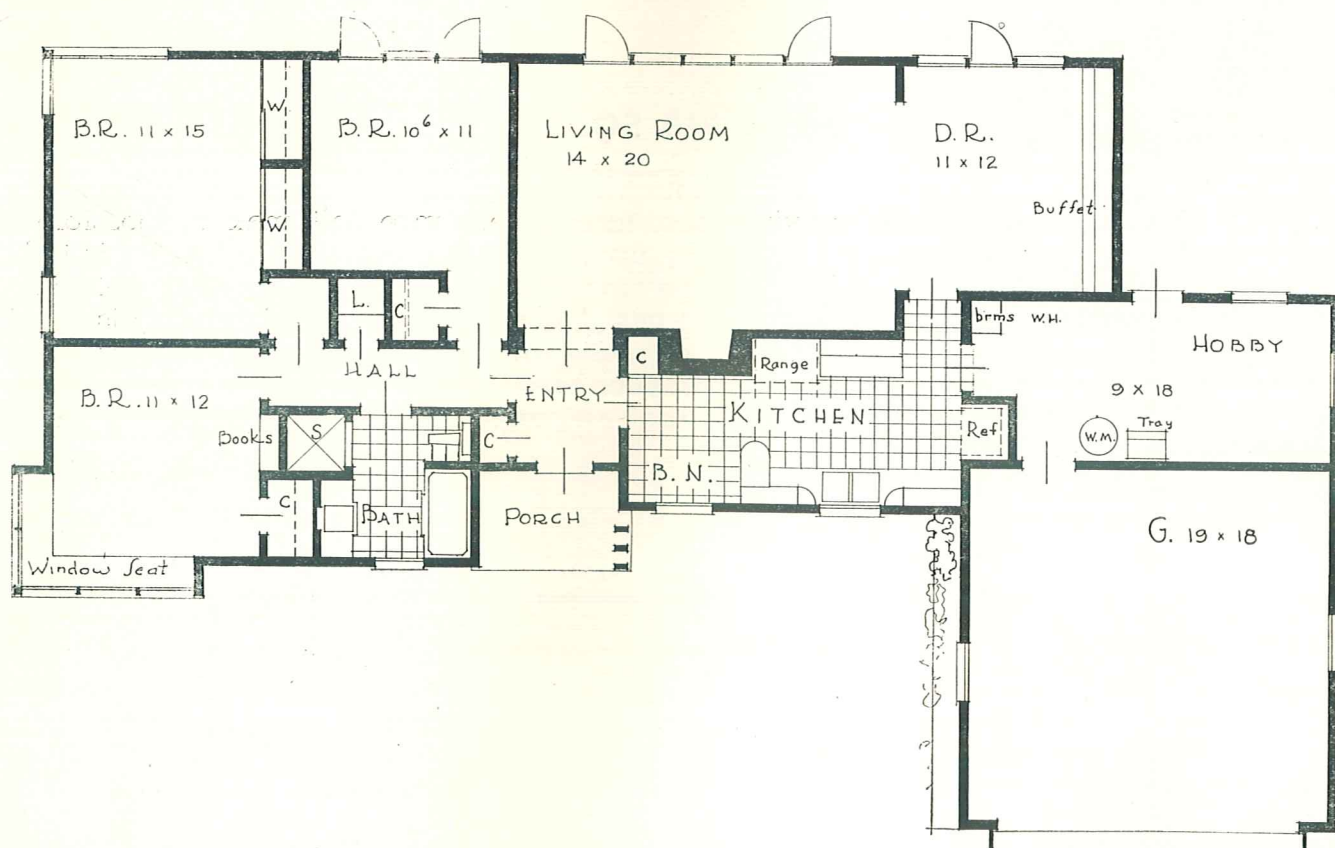 B.R. 11 x 15
W
W
B.R. 10⁶ x 11
LIVING ROOM
14 x 20
D.R.
11 x 12
Buffet
L.
C
brms W.H.
HOBBY
9 x 18
W.M.
Tray
HALL
ENTRY
C
Range
KITCHEN
Ref
B.N.
B.R. 11 x 12
Books
S
C
C
BATH
PORCH
Window Seat
G. 19 x 18